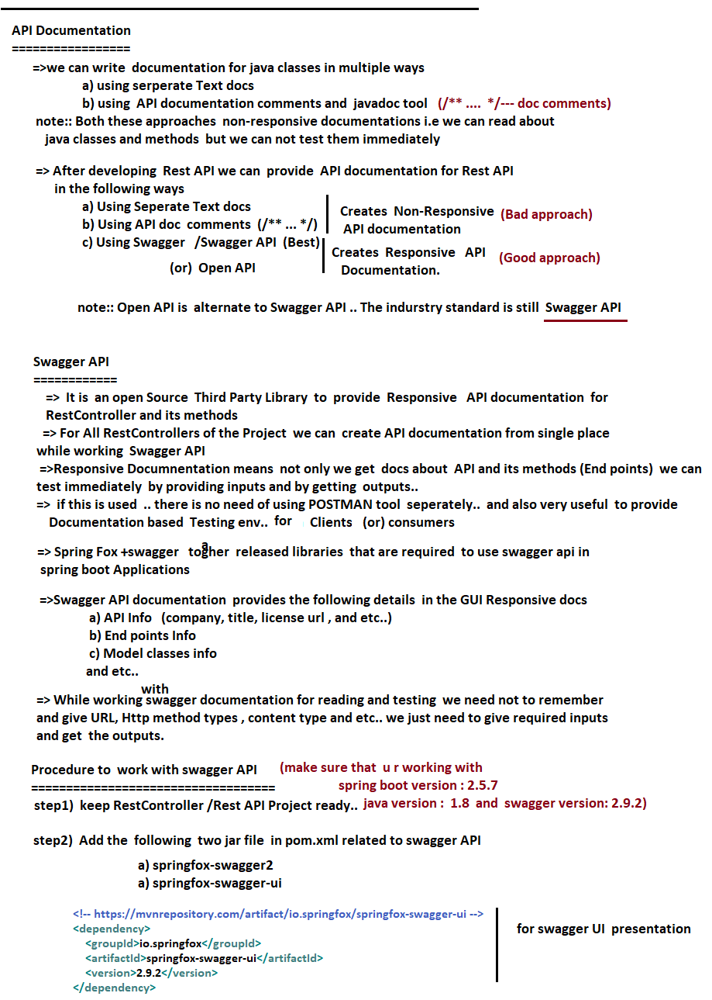 API Documentation
=================
=>we can write documentation for java classes in multiple ways
a) using serperate Text docs
b) using API documentation comments and javadoc tool (/** .... */--- doc comments)
note:: Both these approaches non-responsive documentations i.e we can read about
java classes and methods but we can not test them immediately
=> After developing Rest API we can provide API documentation for Rest API
in the following ways
a) Using Seperate Text docs
b) Using API doc comments (/** ... */)
Creates Non-Responsive (Bad approach)
API documentation
c) Using Swagger /Swagger API (Best)
(or) Open API
Creates Responsive API (Good approach)
Documentation.
note:: Open API is alternate to Swagger API .. The indurstry standard is still Swagger API
Swagger API
============
=> It is an open Source Third Party Library to provide Responsive API documentation for
RestController and its methods
=> For All RestControllers of the Project we can create API documentation from single place
while working Swagger API
=>Responsive Documnentation means not only we get docs about API and its methods (End points) we can
test immediately by providing inputs and by getting outputs..
=> if this is used .. there is no need of using POSTMAN tool seperately.. and also very useful to provide
Documentation based Testing env.. for Clients (or) consumers
a
=> Spring Fox +swagger togher released libraries that are required to use swagger api in
spring boot Applications
=>Swagger API documentation provides the following details in the GUI Responsive docs
a) API Info (company, title, license url , and etc..)
b) End points Info
c) Model classes info
and etc..
with
=> While working swagger documentation for reading and testing we need not to remember
and give URL, Http method types , content type and etc.. we just need to give required inputs
and get the outputs.
Procedure to work with swagger API (make sure that u r working with
===================================
spring boot version : 2.5.7
step1) keep RestController /Rest API Project ready.. java version : 1.8 and swagger version: 2.9.2)
step2) Add the following two jar file in pom.xml related to swagger API
a) springfox-swagger2
a) springfox-swagger-ui
<!-- https://mvnrepository.com/artifact/io.springfox/springfox-swagger-ui -->
<dependency>
<groupId>io.springfox</groupId>
<artifactId>springfox-swagger-ui</artifactId>
<version>2.9.2</version>
</dependency>
for swagger UI presentation